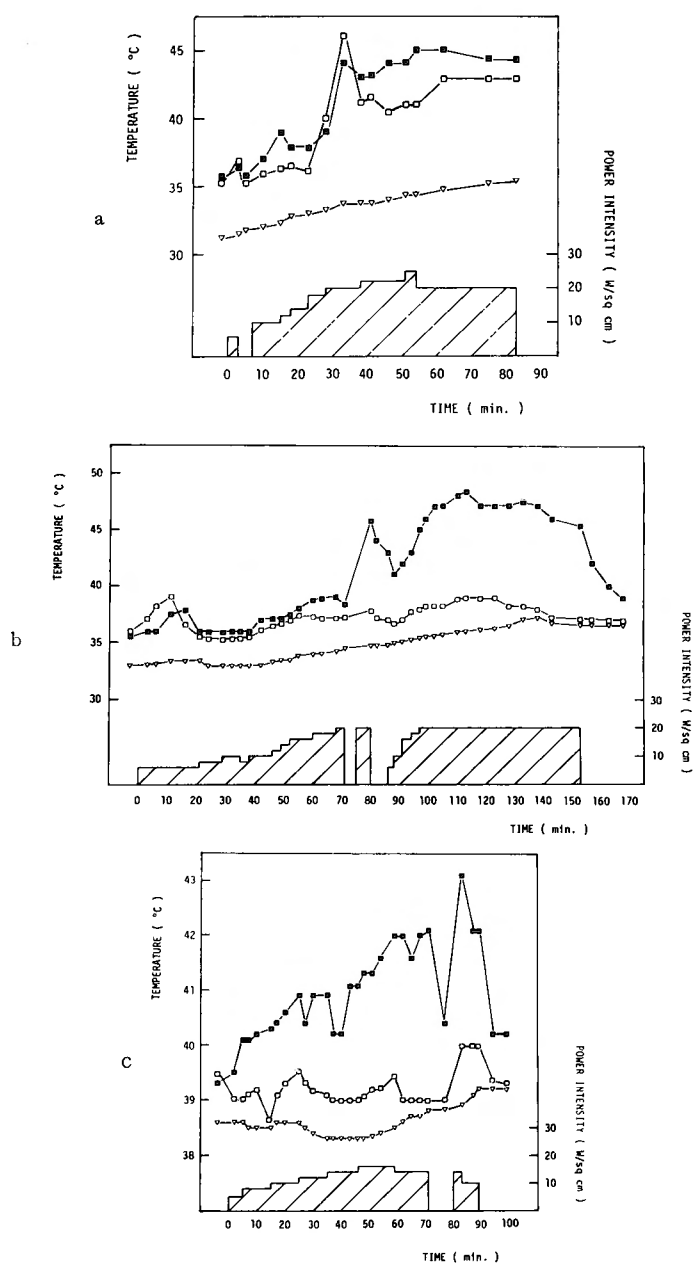 TEMPERATURE ( °C )
45
40
35
30
POWER INTENSITY ( W/sq cm )
30
20
10
a
0 10 20 30 40 50 60 70 80 90
TIME ( min. )
TEMPERATURE ( °C )
50
45
40
35
30
POWER INTENSITY ( W/sq cm )
30
20
10
b
0 10 20 30 40 50 60 70 80 90 100 110 120 130 140 150 160 170
TIME ( min. )
TEMPERATURE ( °C )
43
42
41
40
39
38
POWER INTENSITY ( W/sq cm )
30
20
10
c
0 10 20 30 40 50 60 70 80 90 100
TIME ( min. )